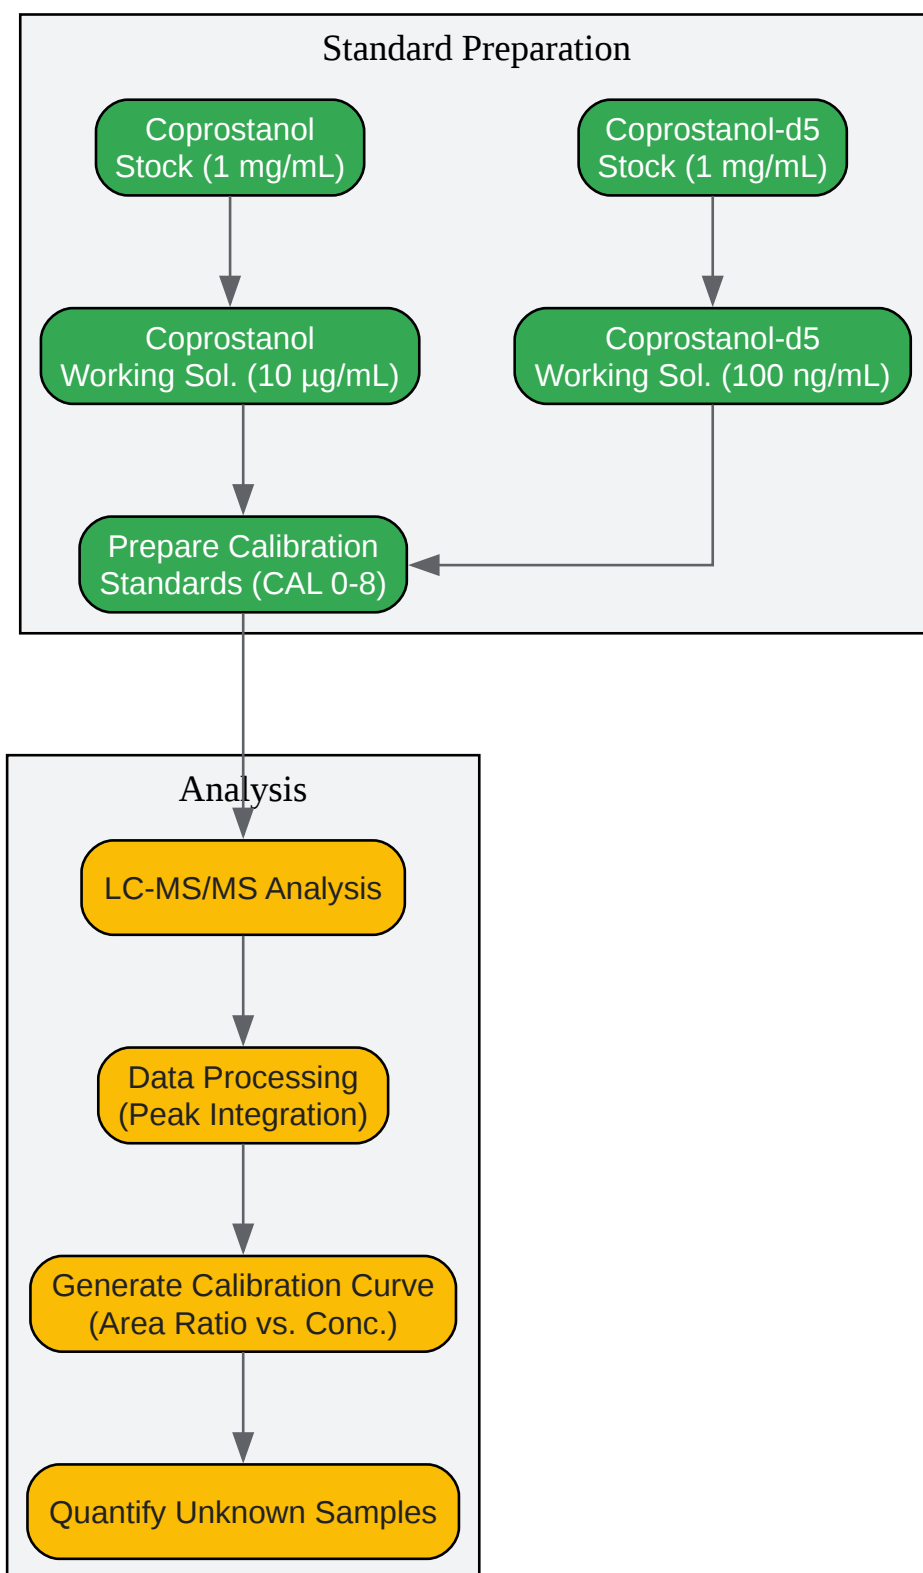 Standard Preparation
Coprostanol
Stock (1 mg/mL)
Coprostanol-d5
Stock (1 mg/mL)
Coprostanol
Working Sol. (10 µg/mL)
Coprostanol-d5
Working Sol. (100 ng/mL)
Prepare Calibration
Standards (CAL 0-8)
Analysis
LC-MS/MS Analysis
Data Processing
(Peak Integration)
Generate Calibration Curve
(Area Ratio vs. Conc.)
Quantify Unknown Samples